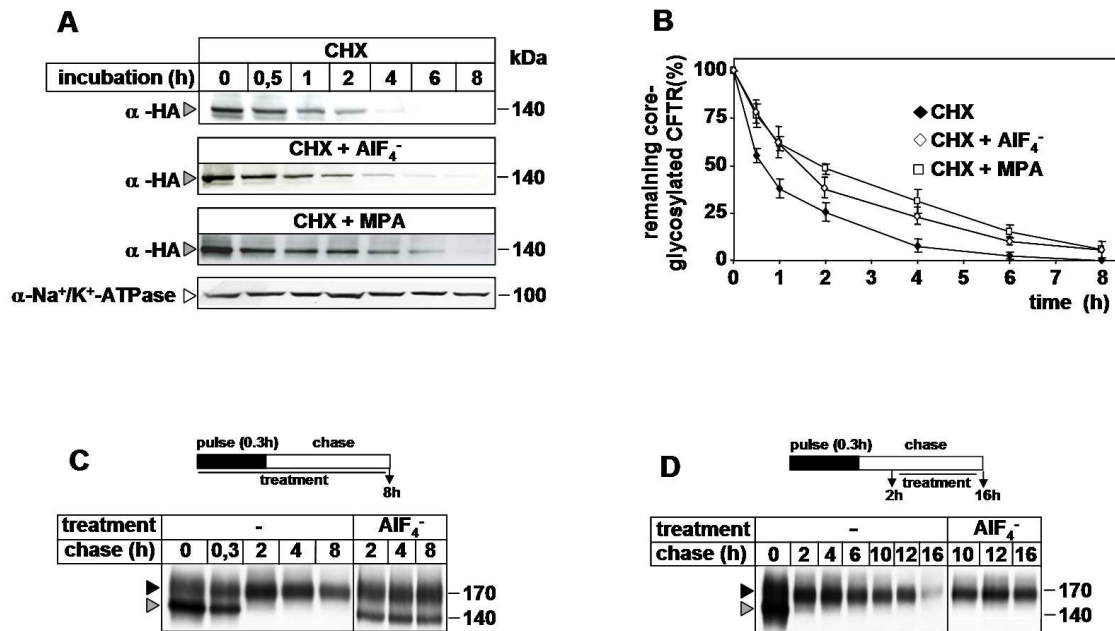 A
CHX
kDa
incubation (h) 0 0,5 1 2 4 6 8
α -HA 140
CHX + AlF₄⁻
α -HA 140
CHX + MPA
α -HA 140
α-Na⁺/K⁺-ATPase 100
B
remaining core-
glycosylated CFTR(%)
100
75
50
25
0
0 1 2 3 4 5 6 7 8
time (h)
CHX
CHX + AlF₄⁻
CHX + MPA
C
pulse (0.3h) chase
treatment
8h
treatment - AlF₄⁻
chase (h) 0 0,3 2 4 8 2 4 8
170
140
D
pulse (0.3h) chase
treatment
2h 16h
treatment – AlF₄⁻
chase (h) 0 2 4 6 10 12 16 10 12 16
170
140